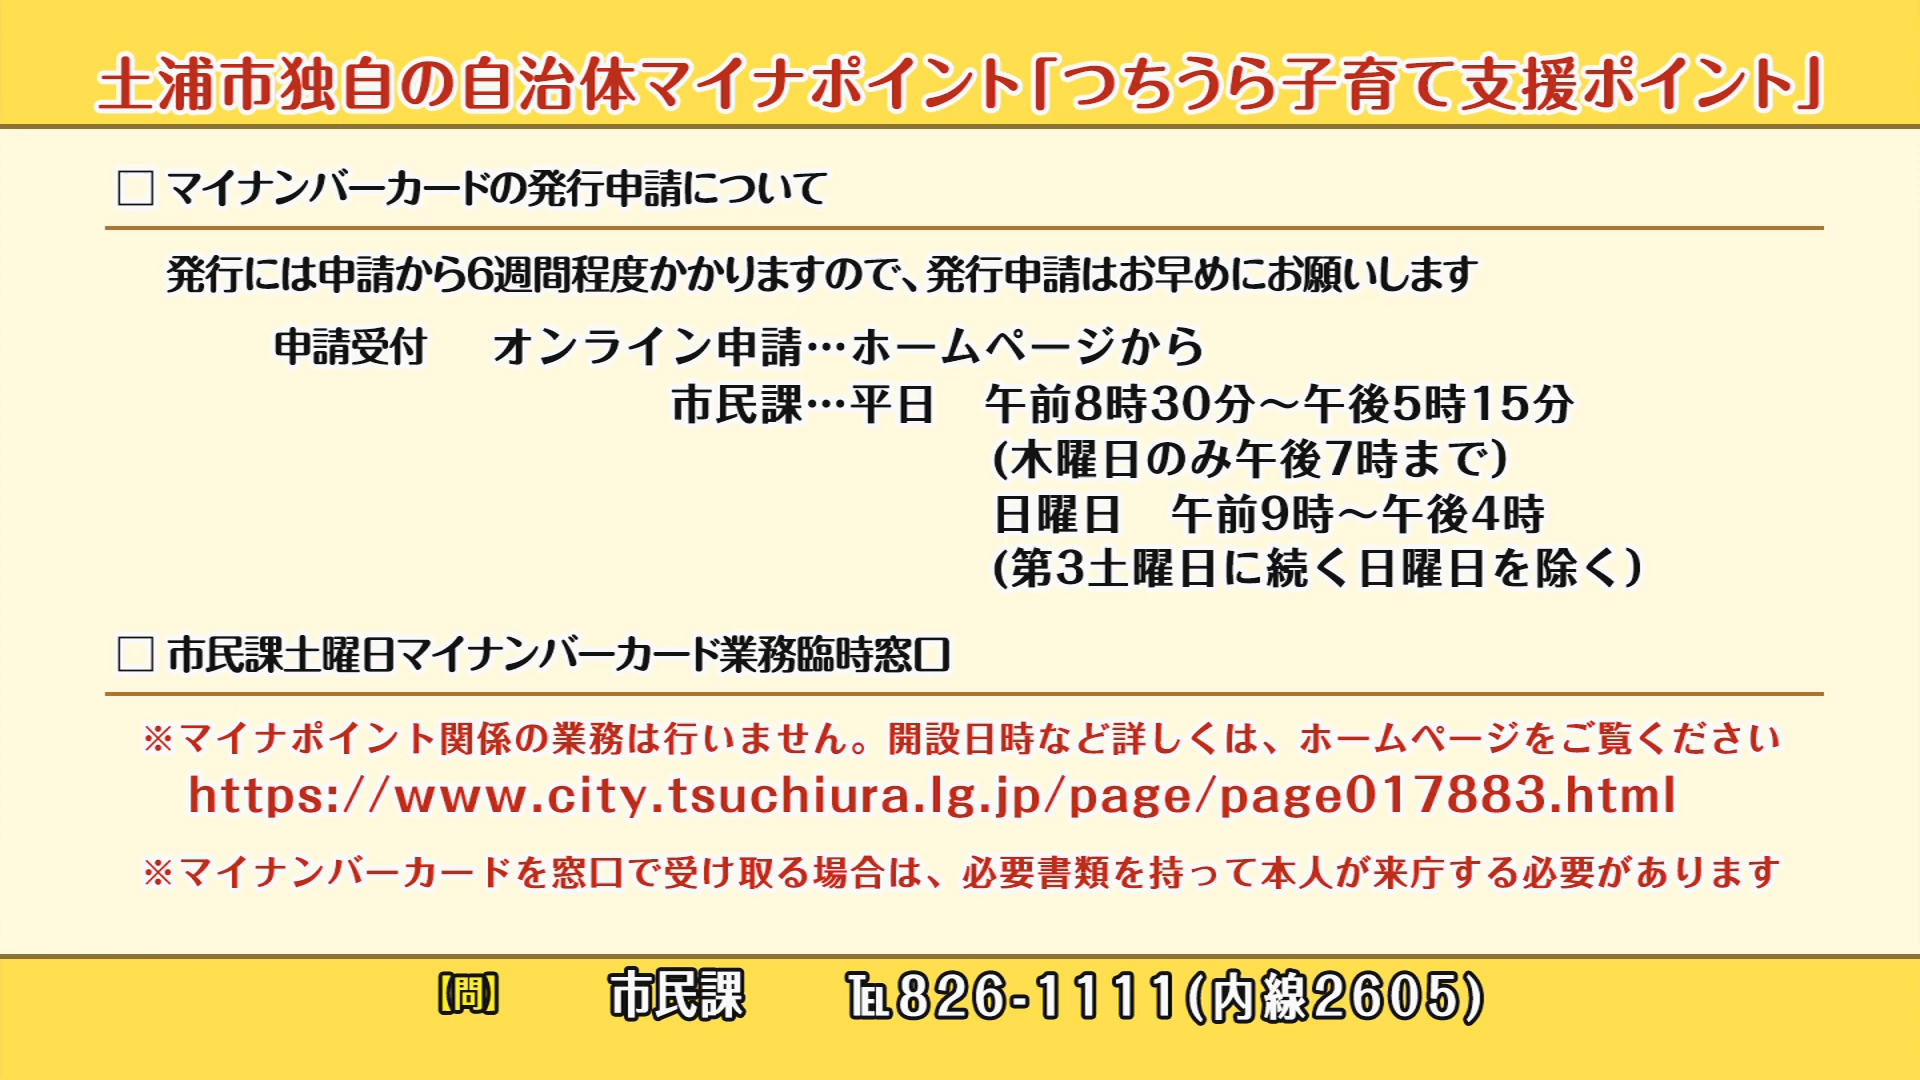 土浦市独自の自治体マイナポイント「つちうら子育て支援ポイント」
□ マイナンバーカードの発行申請について
発行には申請から6週間程度かかりますので、発行申請はお早めにお願いします
申請受付　オンライン申請…ホームページから
市民課…平日　午前8時30分～午後5時15分
(木曜日のみ午後7時まで)
日曜日　午前9時～午後4時
(第3土曜日に続く日曜日を除く)
□ 市民課土曜日マイナンバーカード業務臨時窓口
※マイナポイント関係の業務は行いません。開設日時など詳しくは、ホームページをご覧ください
https://www.city.tsuchiura.lg.jp/page/page017883.html
※マイナンバーカードを窓口で受け取る場合は、必要書類を持って本人が来庁する必要があります
【問】　市民課　℡826-1111(内線2605)